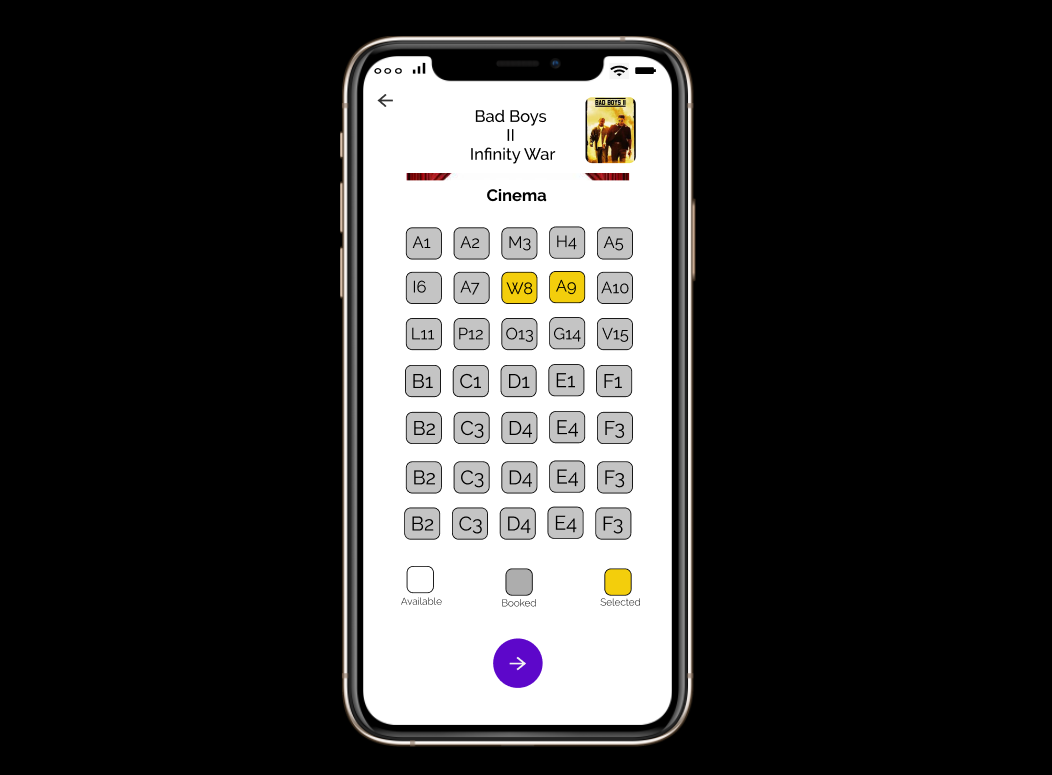 Bad Boys
II
Infinity War
BAD BOYS II
Cinema
A1 A2 M3 H4 A5
I6 A7 W8 A9 A10
L11 P12 O13 G14 V15
B1 C1 D1 E1 F1
B2 C3 D4 E4 F3
B2 C3 D4 E4 F3
B2 C3 D4 E4 F3
Available Booked Selected